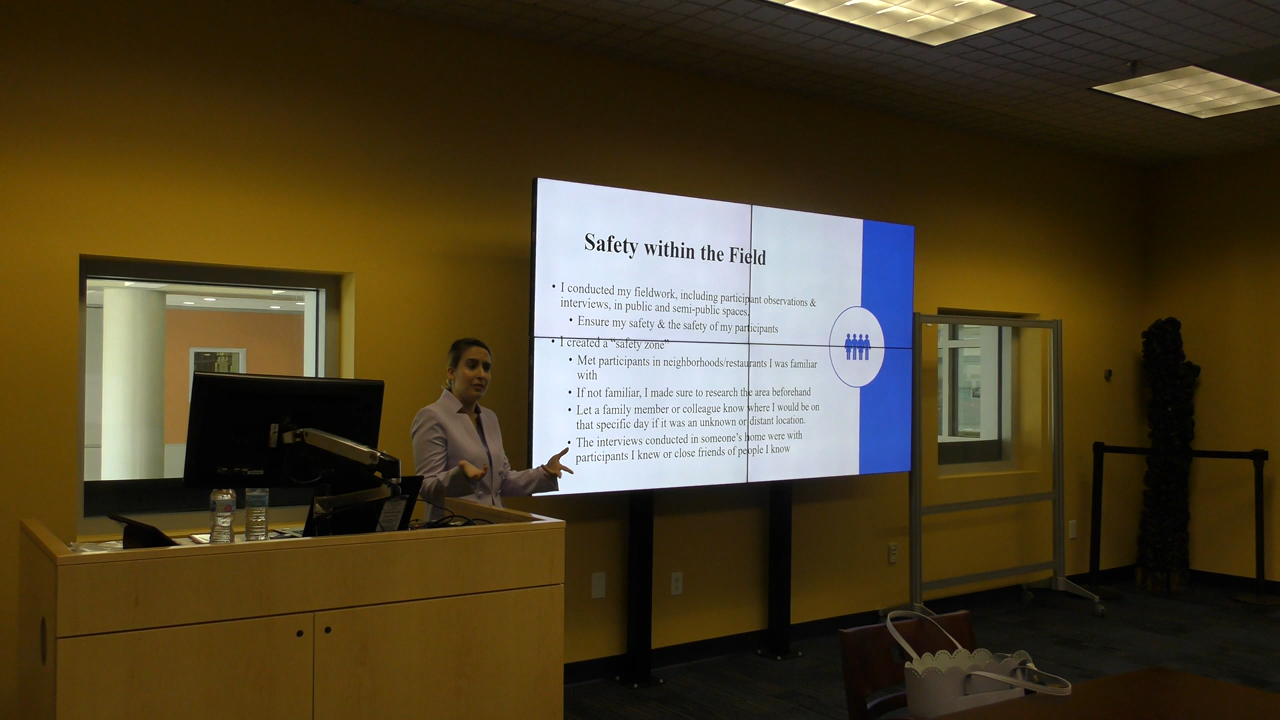 Safety within the Field
• I conducted my fieldwork, including participant observations &
interviews, in public and semi-public spaces.
• Ensure my safety & the safety of my participants
• I created a “safety zone”
• Met participants in neighborhoods/restaurants I was familiar
with
• If not familiar, I made sure to research the area beforehand
• Let a family member or colleague know where I would be on
that specific day if it was an unknown or distant location.
• The interviews conducted in someone’s home were with
participants I knew or close friends of people I know